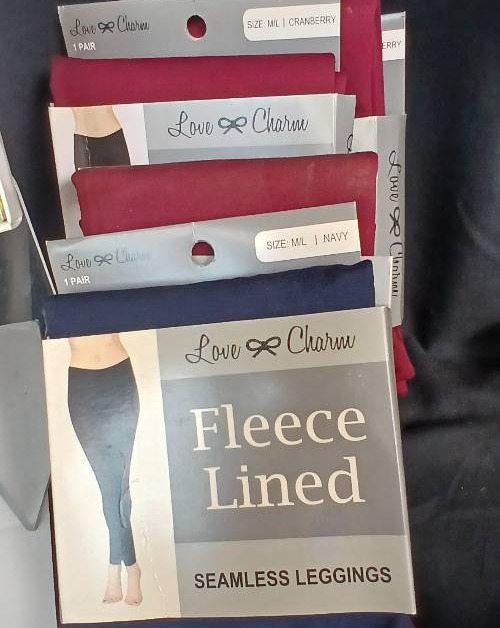 Love Charm
1 PAIR
SIZE: M/L | CRANBERRY
ERRY
Love Charm
Love Charm
Love Charm
1 PAIR
SIZE: M/L | NAVY
Love Charm
Fleece
Lined
SEAMLESS LEGGINGS